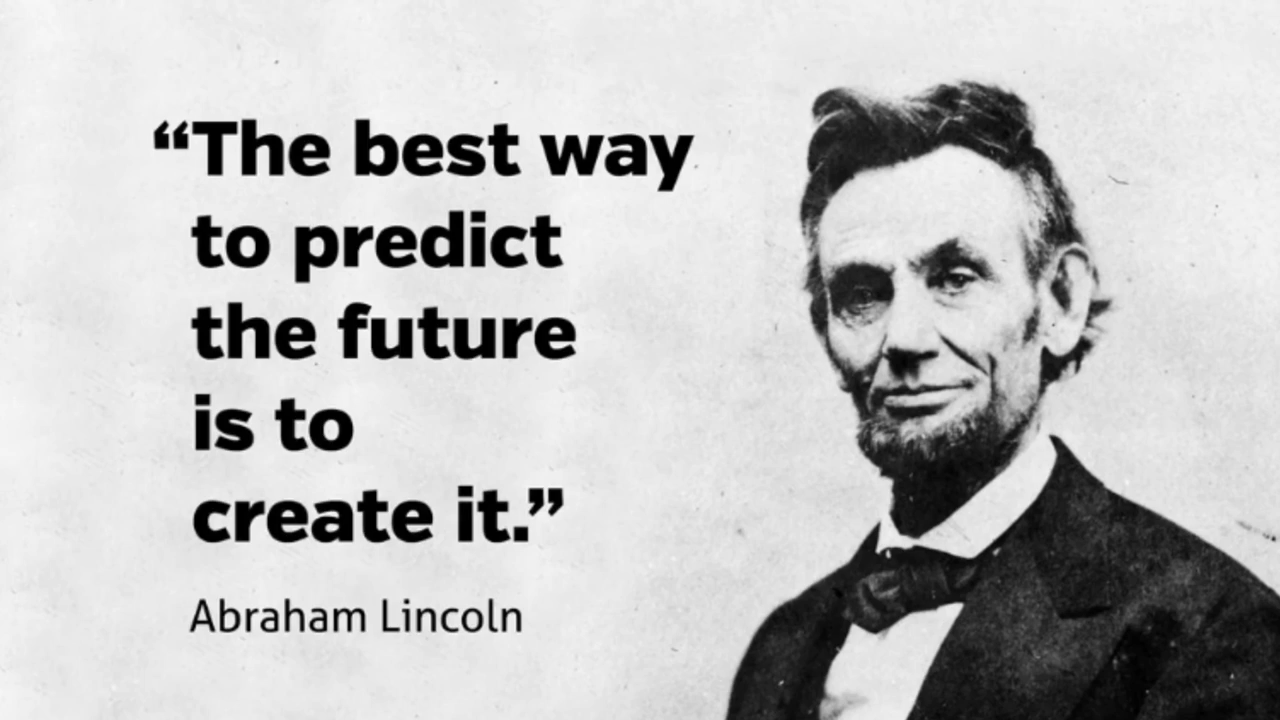 “The best way
to predict
the future
is to
create it.”
Abraham Lincoln